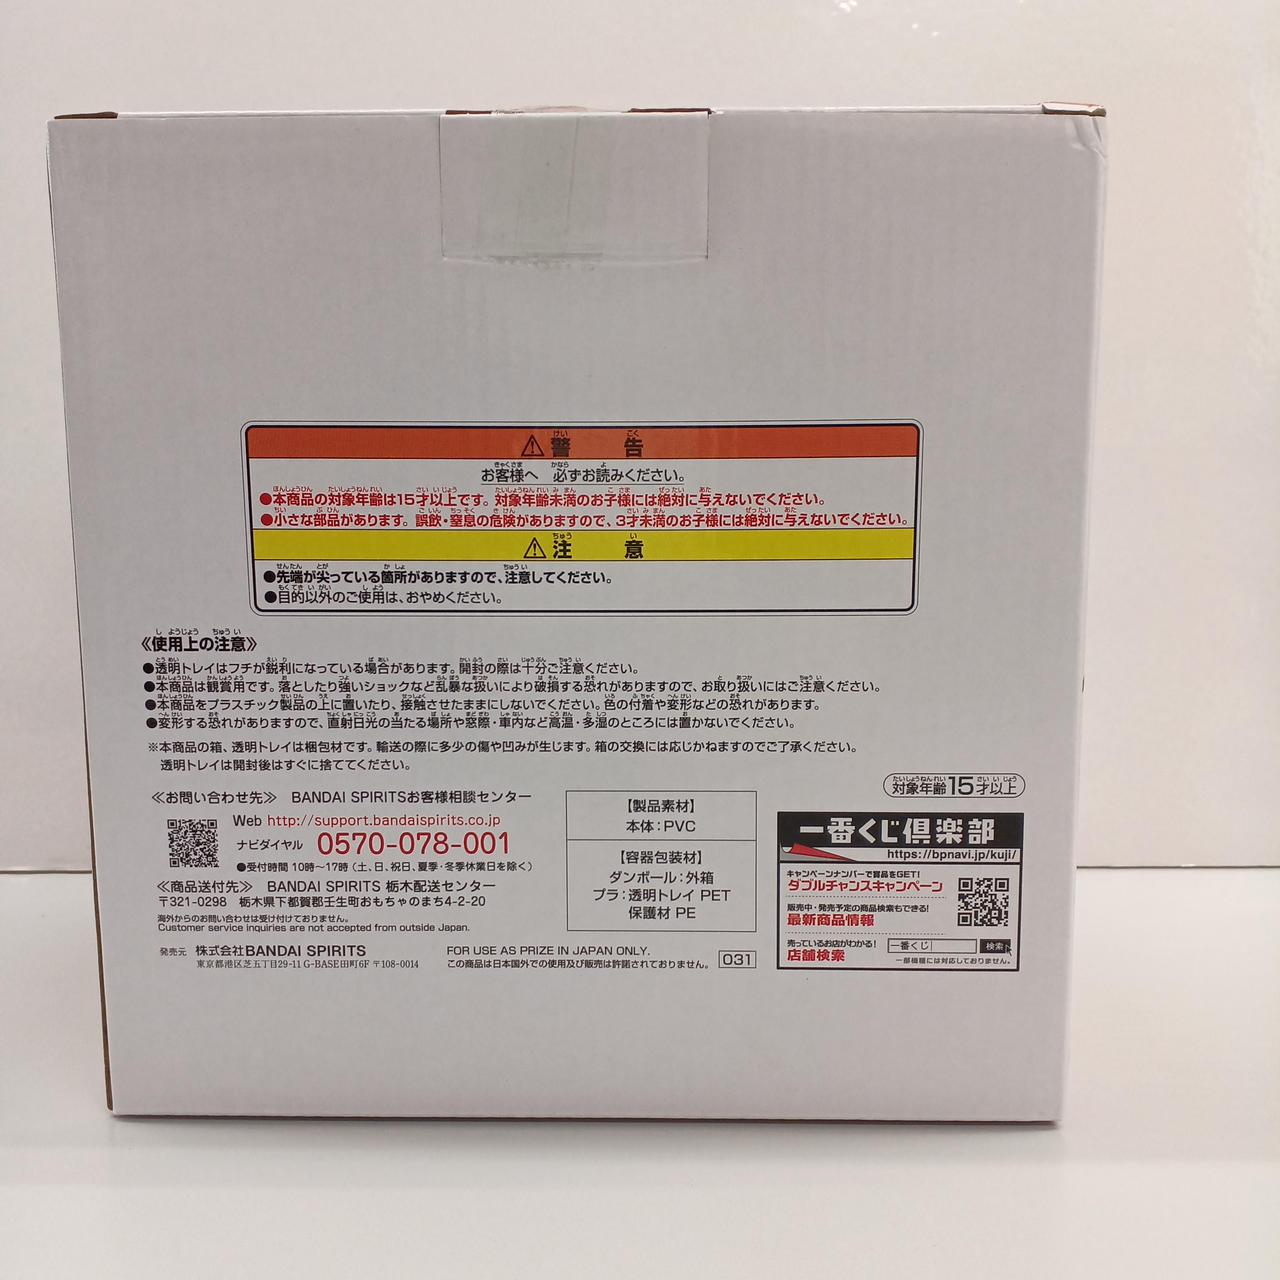 ⚠警告
お客様へ 必ずお読みください。
●本商品の対象年齢は15才以上です。対象年齢未満のお子様には絶対に与えないでください。
●小さな部品があります。誤飲・窒息の危険がありますので、3才未満のお子様には絶対に与えないでください。
⚠注意
●先端が尖っている箇所がありますので、注意してください。
●目的以外のご使用は、おやめください。
《使用上の注意》
●透明トレイはフチが鋭利になっている場合があります。開封の際は十分ご注意ください。
●本商品は観賞用です。落としたり強いショックなど乱暴な扱いにより破損する恐れがありますので、お取り扱いにはご注意ください。
●本商品をプラスチック製品の上に置いたり、接触させたままにしないでください。色の付着や変形などの恐れがあります。
●変形する恐れがありますので、直射日光の当たる場所や窓際・車内など高温・多湿のところには置かないでください。
※本商品の箱、透明トレイは梱包材です。輸送の際に多少の傷や凹みが生じます。箱の交換には応じかねますのでご了承ください。
透明トレイは開封後はすぐに捨ててください。
≪お問い合わせ先≫ BANDAI SPIRITSお客様相談センター
Web http://support.bandaispirits.co.jp
ナビダイヤル 0570-078-001
●受付時間 10時〜17時(土、日、祝日、夏季・冬季休業日を除く)
≪商品送付先≫ BANDAI SPIRITS 栃木配送センター
〒321-0298 栃木県下都賀郡壬生町おもちゃのまち4-2-20
海外からのお問い合わせは受け付けておりません。
Customer service inquiries are not accepted from outside Japan.
発売元 株式会社BANDAI SPIRITS
東京都港区芝五丁目29-11 G-BASE田町6F 〒108-0014
【製品素材】
本体:PVC
【容器包装材】
ダンボール:外箱
プラ:透明トレイ PET
保護材 PE
FOR USE AS PRIZE IN JAPAN ONLY.
この商品は日本国外での使用及び販売は許諾されておりません。
031
対象年齢15才以上
一番くじ倶楽部
https://bpnavi.jp/kuji/
キャンペーンナンバーで賞品をGET!
ダブルチャンスキャンペーン
販売中・発売予定の商品検索もできる!
最新商品情報
売っているお店がわかる!
店舗検索
一番くじ 検索
一部機種には対応しておりません。